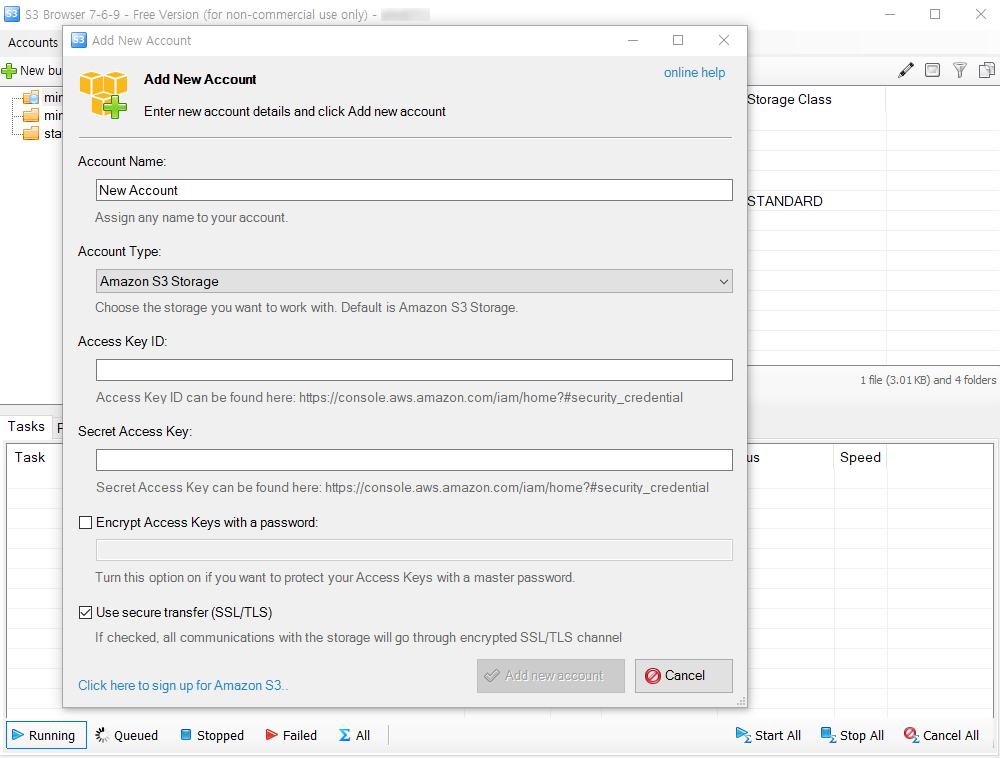 S3 Browser 7-6-9 - Free Version (for non-commercial use only) -
Accounts
New bu
min
min
sta
S3 Add New Account
Add New Account
online help
Enter new account details and click Add new account
Account Name:
New Account
Assign any name to your account.
Account Type:
Amazon S3 Storage
Choose the storage you want to work with. Default is Amazon S3 Storage.
Access Key ID:
Access Key ID can be found here: https://console.aws.amazon.com/iam/home?#security_credential
Secret Access Key:
Secret Access Key can be found here: https://console.aws.amazon.com/iam/home?#security_credential
Encrypt Access Keys with a password:
Turn this option on if you want to protect your Access Keys with a master password.
Use secure transfer (SSL/TLS)
If checked, all communications with the storage will go through encrypted SSL/TLS channel
Click here to sign up for Amazon S3..
Add new account
Cancel
Storage Class
STANDARD
1 file (3.01 KB) and 4 folders
Tasks
Task
us
Speed
Running Queued Stopped Failed All Start All Stop All Cancel All